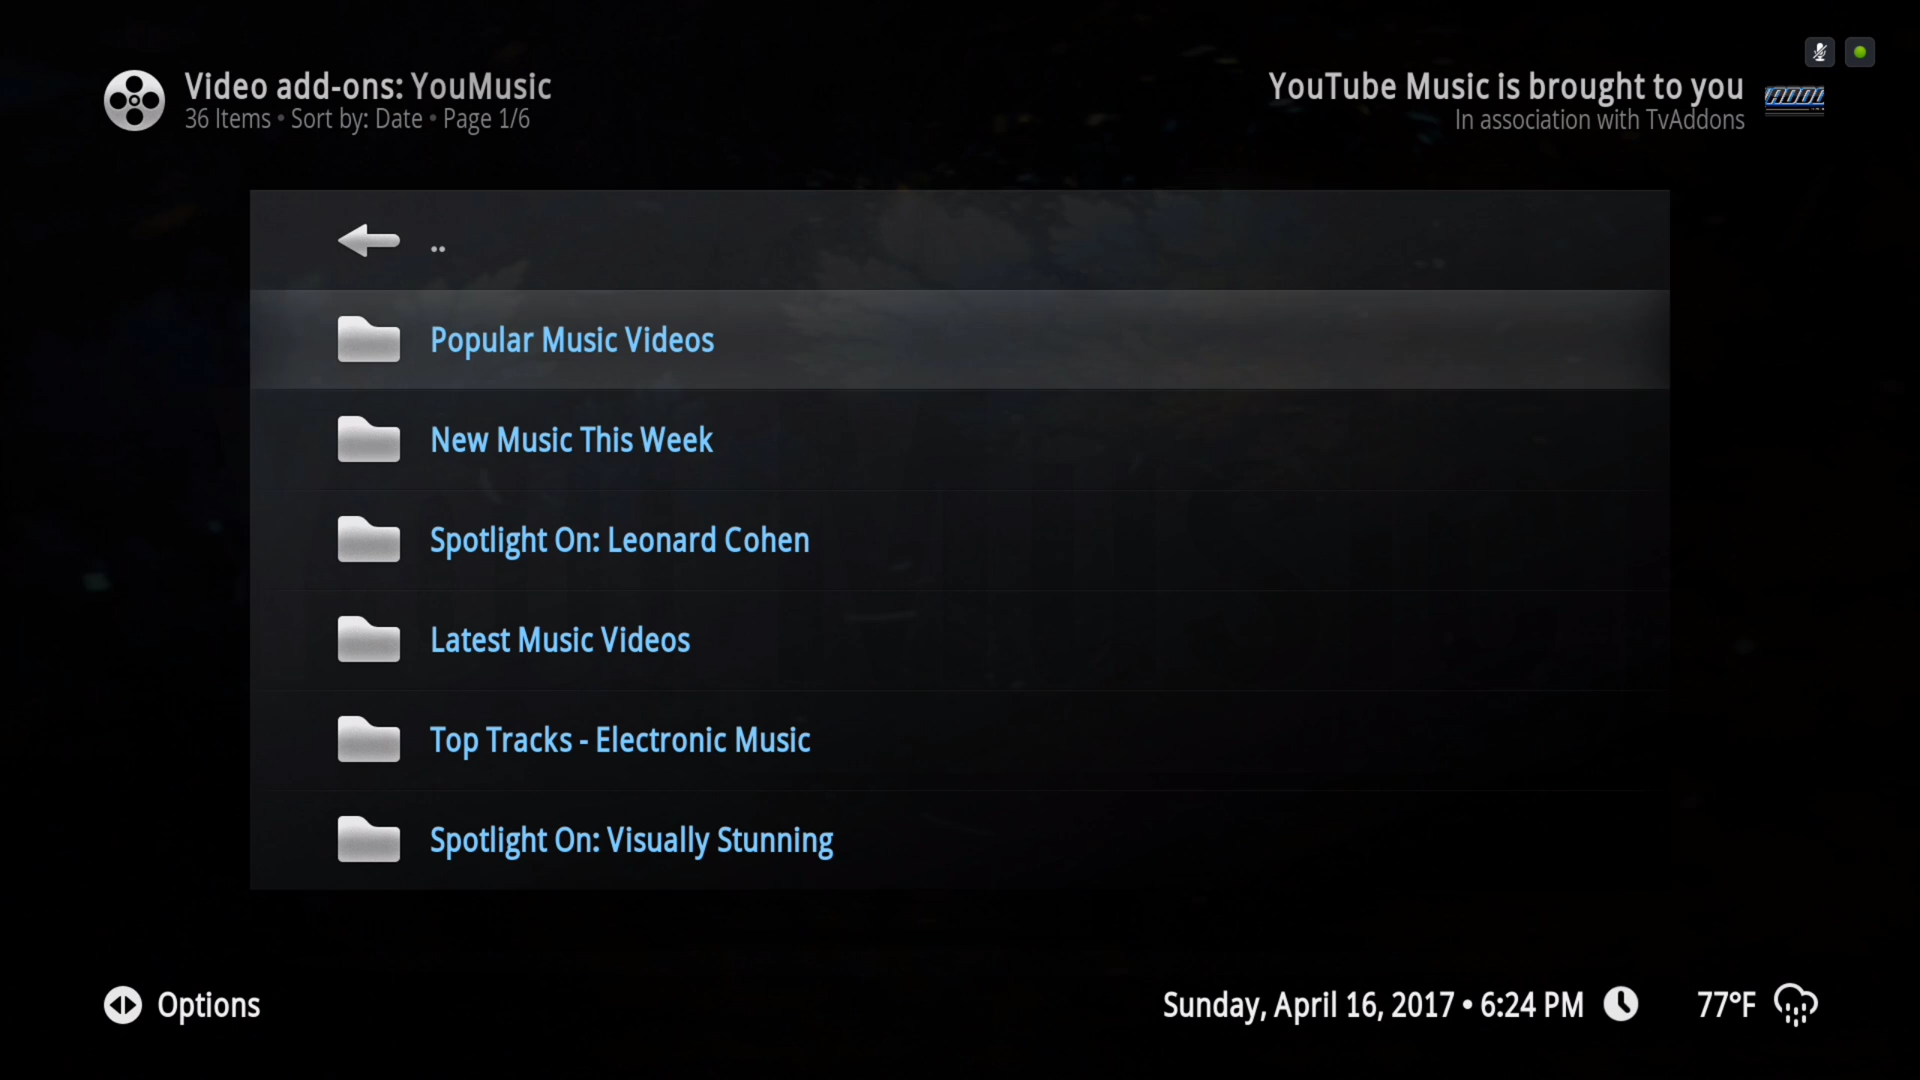 Video add-ons: YouMusic
36 Items • Sort by: Date • Page 1/6
YouTube Music is brought to you
In association with TvAddons
..
Popular Music Videos
New Music This Week
Spotlight On: Leonard Cohen
Latest Music Videos
Top Tracks - Electronic Music
Spotlight On: Visually Stunning
Options
Sunday, April 16, 2017 • 6:24 PM
77°F